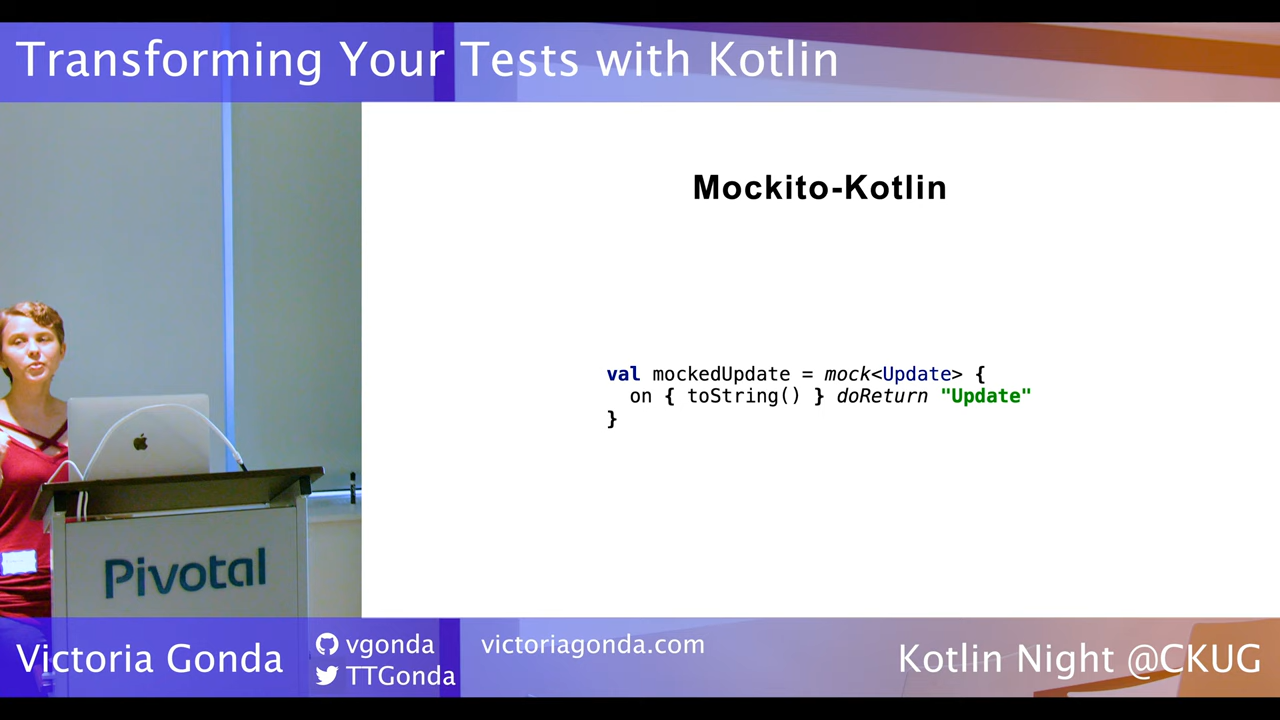 Transforming Your Tests with Kotlin
Mockito-Kotlin
val mockedUpdate = mock<Update> {
  on { toString() } doReturn "Update"
}
Pivotal
Victoria Gonda
vgonda
TTGonda
victoriagonda.com
Kotlin Night @CKUG